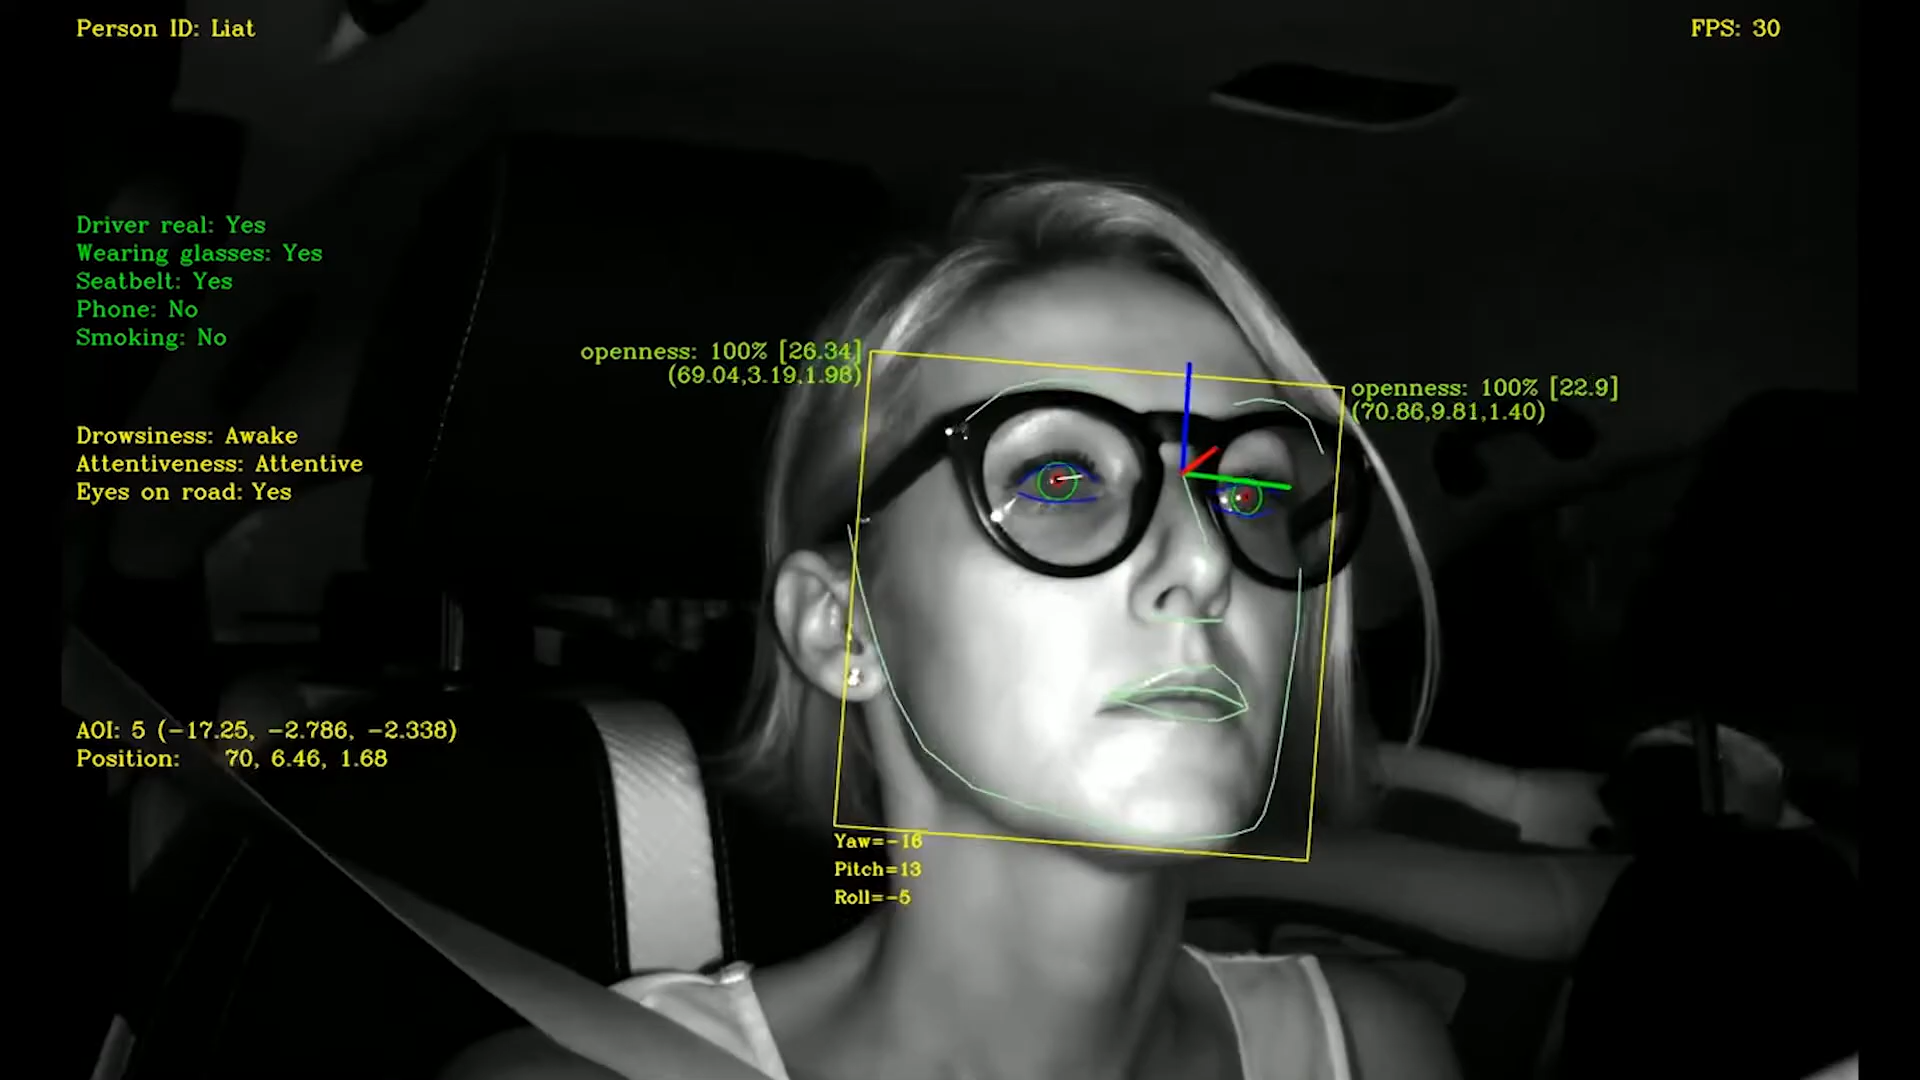 Person ID: Liat
FPS: 30
Driver real: Yes
Wearing glasses: Yes
Seatbelt: Yes
Phone: No
Smoking: No
openness: 100% [26.34]
(69.04,3.19,1.96)
openness: 100% [22.9]
(70.86,9.81,1.40)
Drowsiness: Awake
Attentiveness: Attentive
Eyes on road: Yes
AOI: 5 (-17.25, -2.786, -2.338)
Position: 70, 6.46, 1.68
Yaw=-16
Pitch=13
Roll=-5